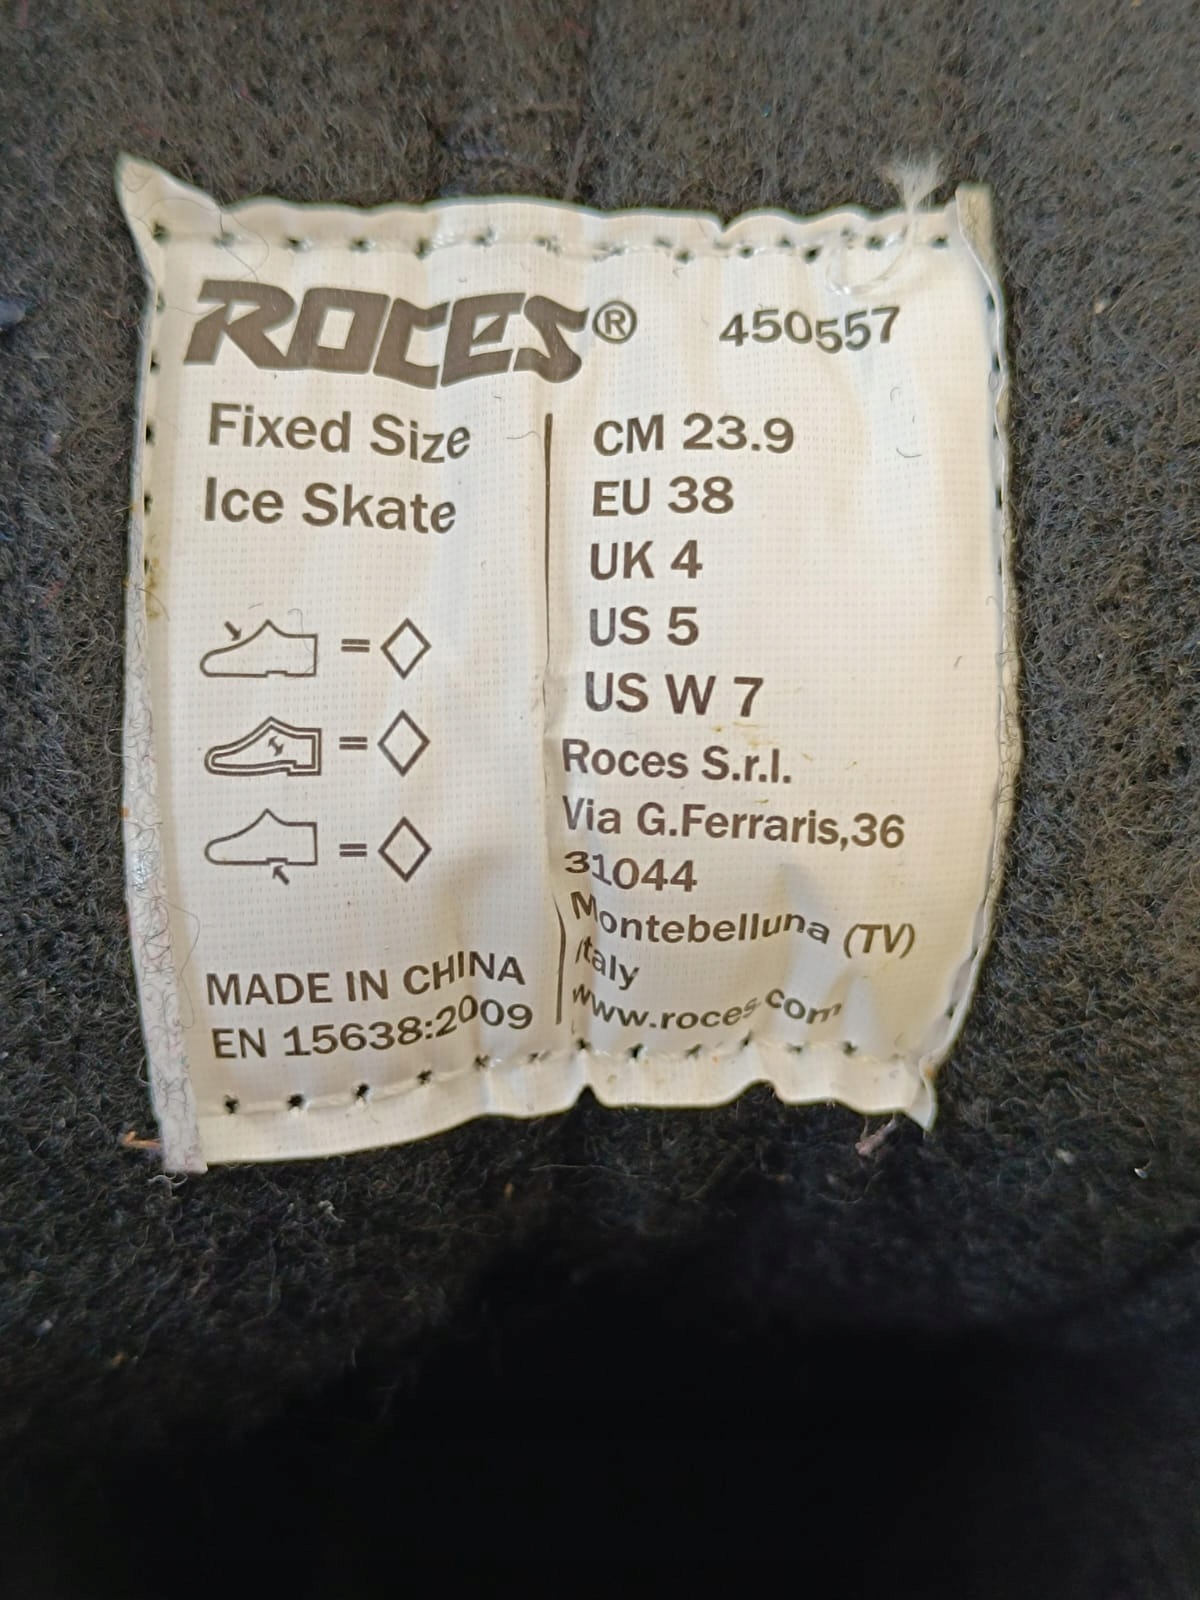 ROCES® 450557
Fixed Size
Ice Skate
CM 23.9
EU 38
UK 4
US 5
US W 7
=
=
=
MADE IN CHINA
EN 15638:2009
Roces S.r.l.
Via G.Ferraris,36
31044
Montebelluna (TV)
Italy
www.roces.com